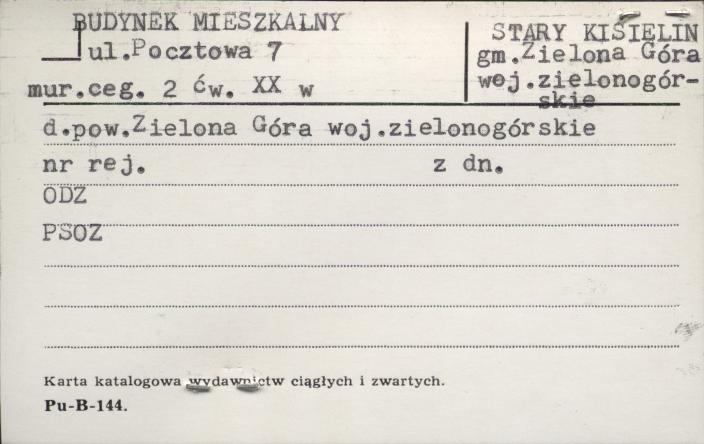 BUDYNEK MIESZKALNY
ul.Pocztowa 7
mur.ceg. 2 ćw. XX w
STARY KISIELIN
gm.Zielona Góra
woj.zielonogór-
skie
d.pow.Zielona Góra woj.zielonogórskie
nr rej. z dn.
ODZ
PSOZ
Karta katalogowa wydawnictw ciągłych i zwartych.
Pu-B-144.